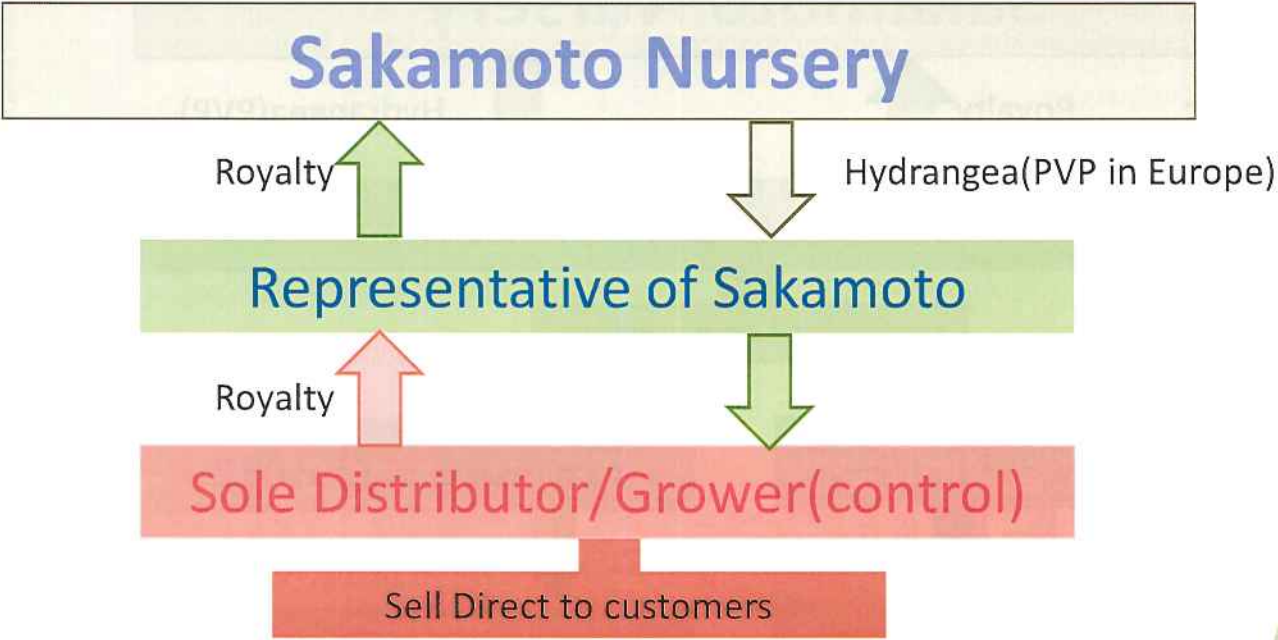 Sakamoto Nursery
Royalty
Hydrangea(PVP in Europe)
Representative of Sakamoto
Royalty
Sole Distributor/Grower(control)
Sell Direct to customers